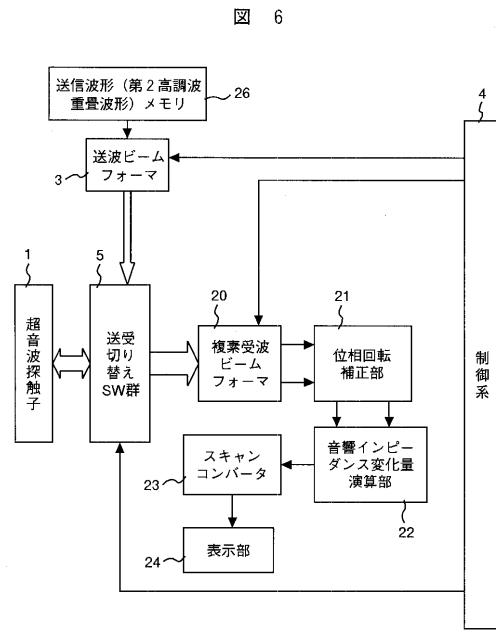 図 6
送信波形（第２高調波
重畳波形）メモリ
26
4
送波ビーム
フォーマ
3
1
5
超音波探触子
送受
切り
替え
SW群
20
複素受波
ビーム
フォーマ
21
位相回転
補正部
制御系
スキャン
コンバータ
23
音響インピー
ダンス変化量
演算部
22
表示部
24